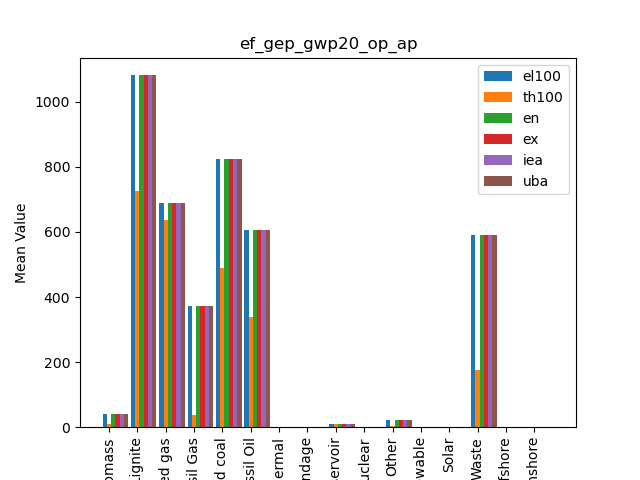 ef_gep_gwp20_op_ap
1000
800
600
400
200
0
Mean Value
el100
th100
en
ex
iea
uba
omass
Lignite
ed gas
sil Gas
d coal
ssil Oil
ermal
ndage
ervoir
uclear
Other
wable
Solar
Waste
ffshore
nshore